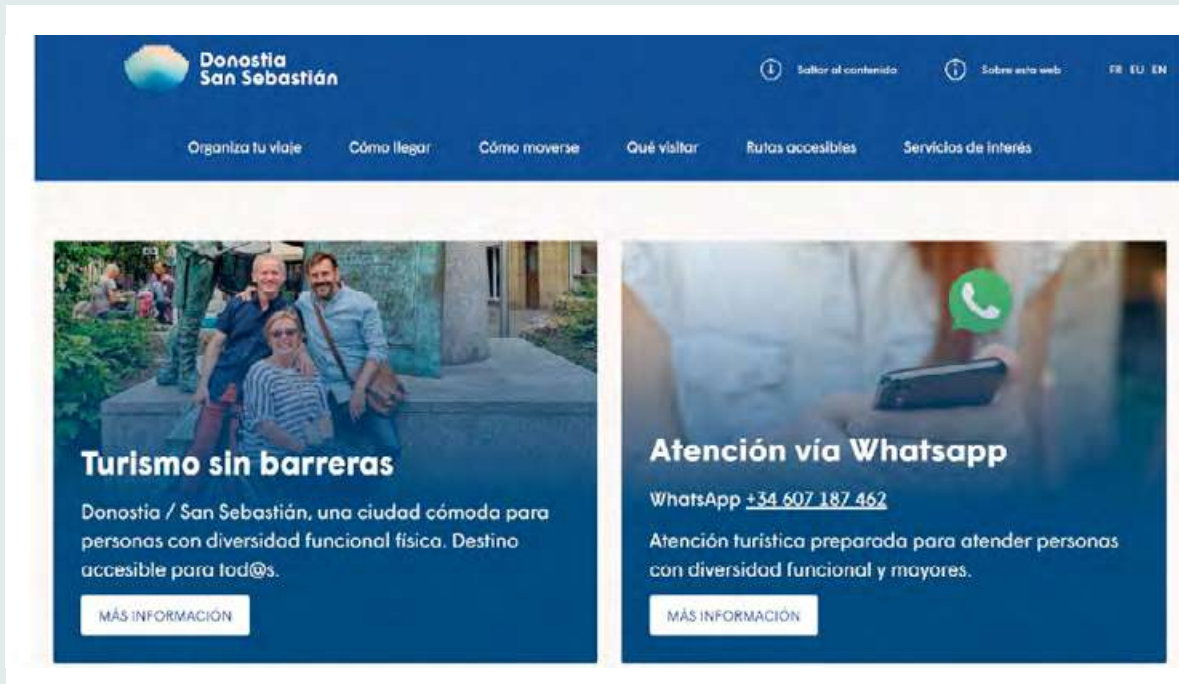 Donostia
San Sebastián
Saltar al contenido
Sobre esta web
FR EU EN
Organiza tu viaje
Cómo llegar
Cómo moverse
Qué visitar
Rutas accesibles
Servicios de interés
Turismo sin barreras
Donostia / San Sebastián, una ciudad cómoda para
personas con diversidad funcional física. Destino
accesible para tod@s.
MÁS INFORMACIÓN
Atención vía Whatsapp
WhatsApp +34 607 187 462
Atención turística preparada para atender personas
con diversidad funcional y mayores.
MÁS INFORMACIÓN